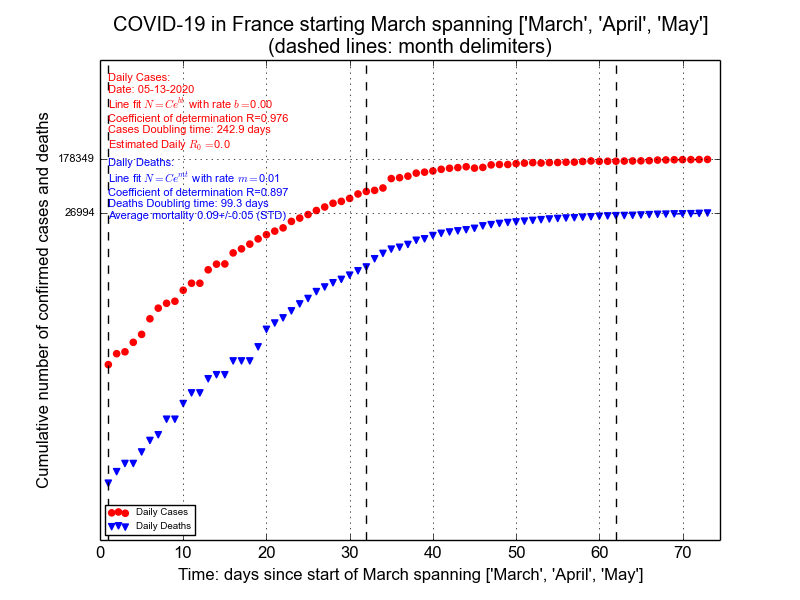 COVID-19 in France starting March spanning ['March', 'April', 'May']
(dashed lines: month delimiters)
Daily Cases:
Date: 05-13-2020
Line fit N = Ce^{bt} with rate b =0.00
Coefficient of determination R=0.976
Cases Doubling time: 242.9 days
Estimated Daily R_0 =0.0
Daily Deaths:
Line fit N = Ce^{mt} with rate m =0.01
Coefficient of determination R=0.897
Deaths Doubling time: 99.3 days
Average mortality 0.09+/-0.05 (STD)
178349
26994
Cumulative number of confirmed cases and deaths
Daily Cases
Daily Deaths
0 10 20 30 40 50 60 70
Time: days since start of March spanning ['March', 'April', 'May']